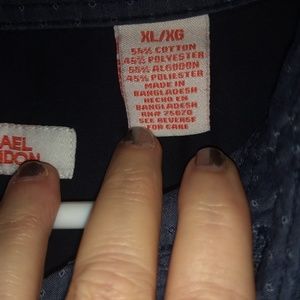 XL/XG
55% COTTON
45% POLYESTER
55% ALGODON
45% POLIESTER
MADE IN
BANGLADESH
HECHO EN
BANGLADESH
RN# 75070
SEE REVERSE
FOR CARE
AEL
NDON